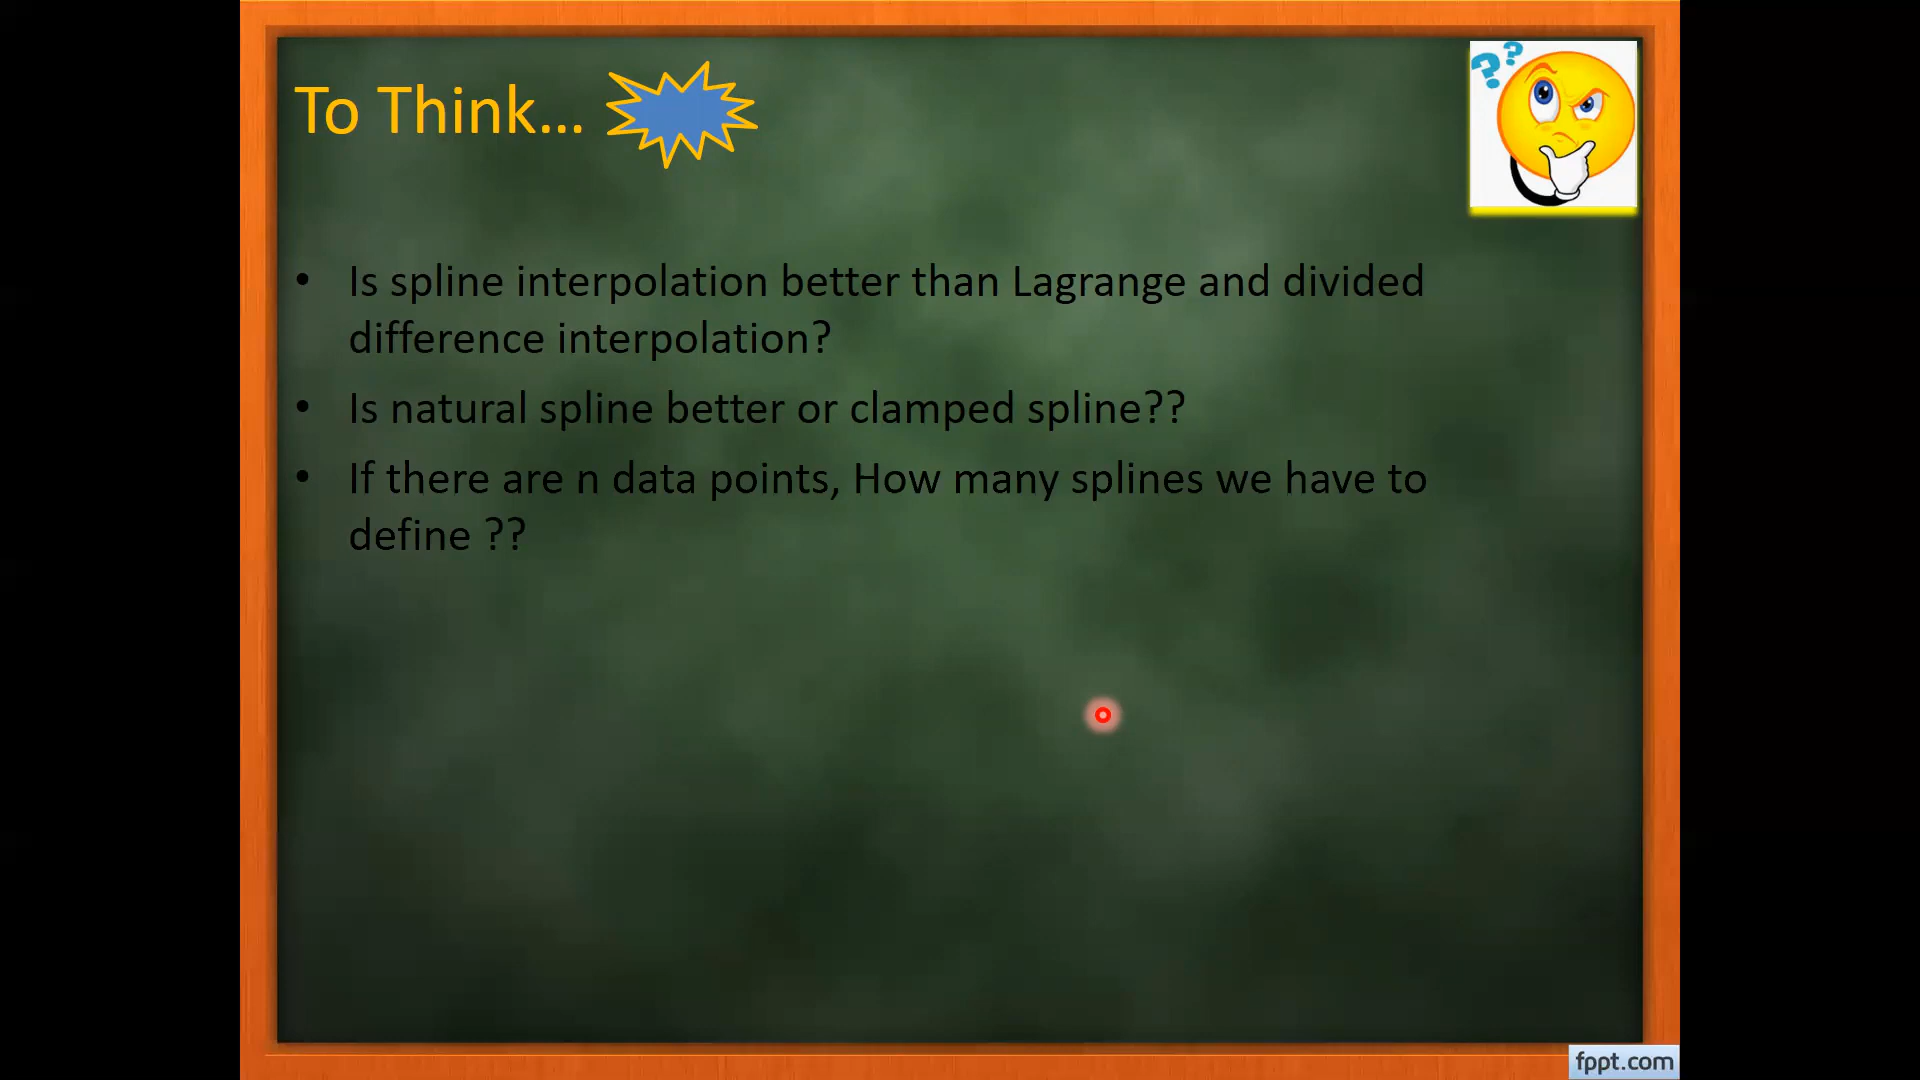 To Think...
? ?
• Is spline interpolation better than Lagrange and divided
difference interpolation?
• Is natural spline better or clamped spline??
• If there are n data points, How many splines we have to
define ??
fppt.com